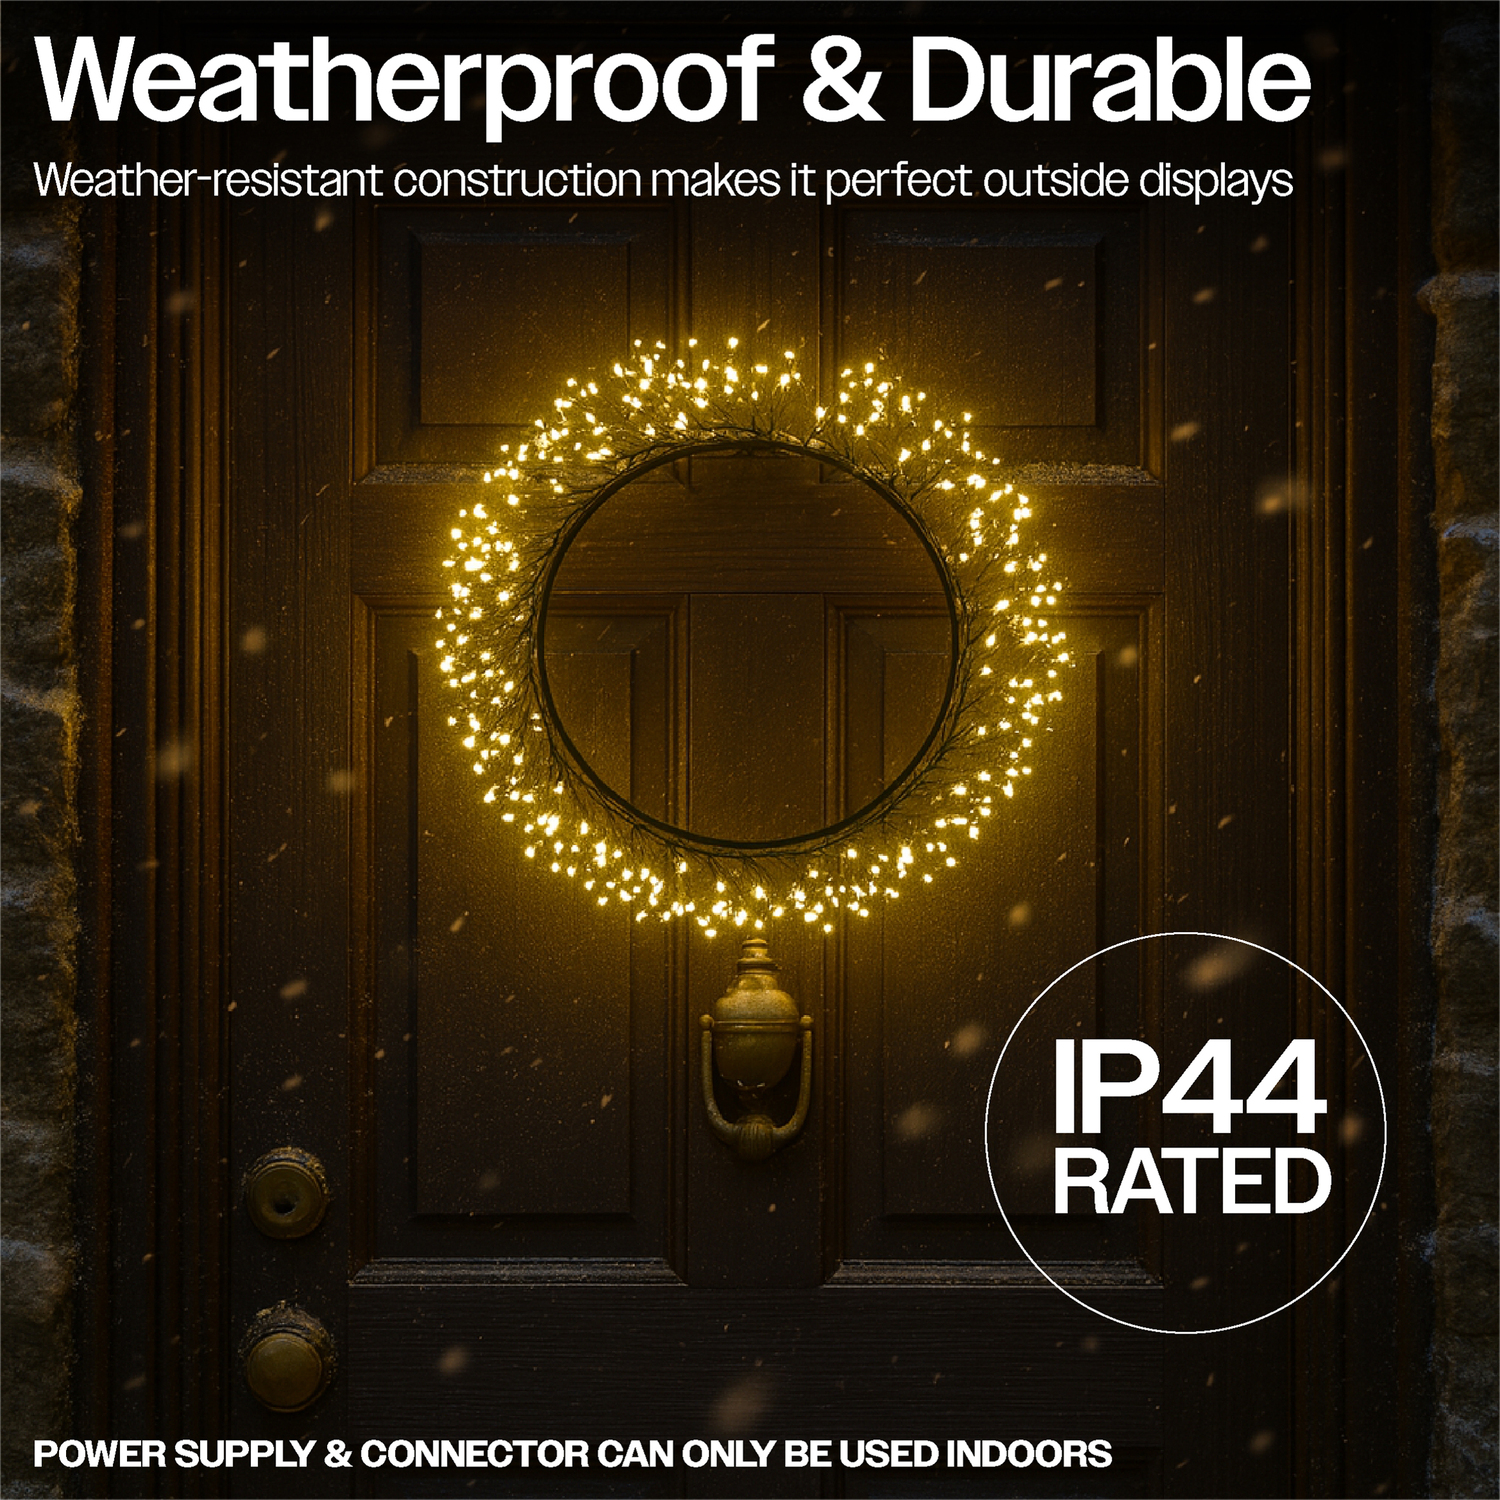 Weatherproof & Durable
Weather-resistant construction makes it perfect outside displays
IP44
RATED
POWER SUPPLY & CONNECTOR CAN ONLY BE USED INDOORS